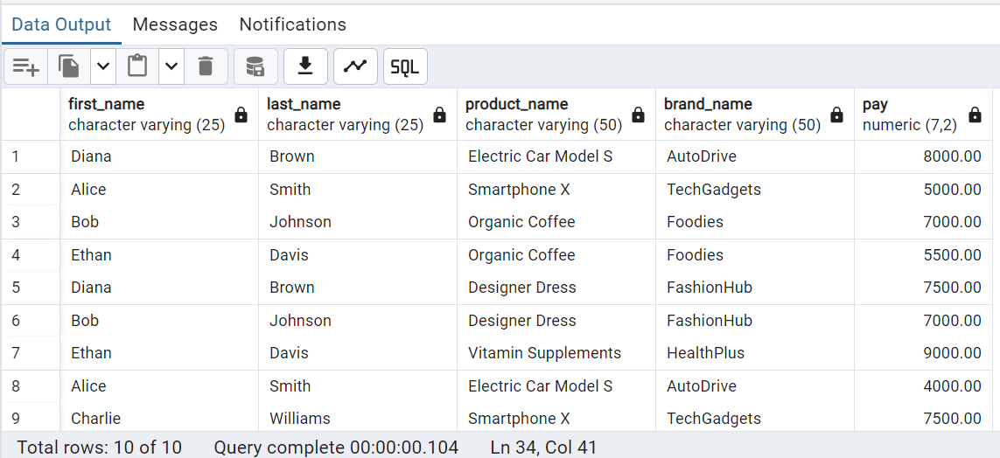 Data Output Messages Notifications
SQL
first_name last_name product_name brand_name pay
character varying (25) character varying (25) character varying (50) character varying (50) numeric (7,2)
1 Diana Brown Electric Car Model S AutoDrive 8000.00
2 Alice Smith Smartphone X TechGadgets 5000.00
3 Bob Johnson Organic Coffee Foodies 7000.00
4 Ethan Davis Organic Coffee Foodies 5500.00
5 Diana Brown Designer Dress FashionHub 7500.00
6 Bob Johnson Designer Dress FashionHub 7000.00
7 Ethan Davis Vitamin Supplements HealthPlus 9000.00
8 Alice Smith Electric Car Model S AutoDrive 4000.00
9 Charlie Williams Smartphone X TechGadgets 7500.00
Total rows: 10 of 10 Query complete 00:00:00.104 Ln 34, Col 41